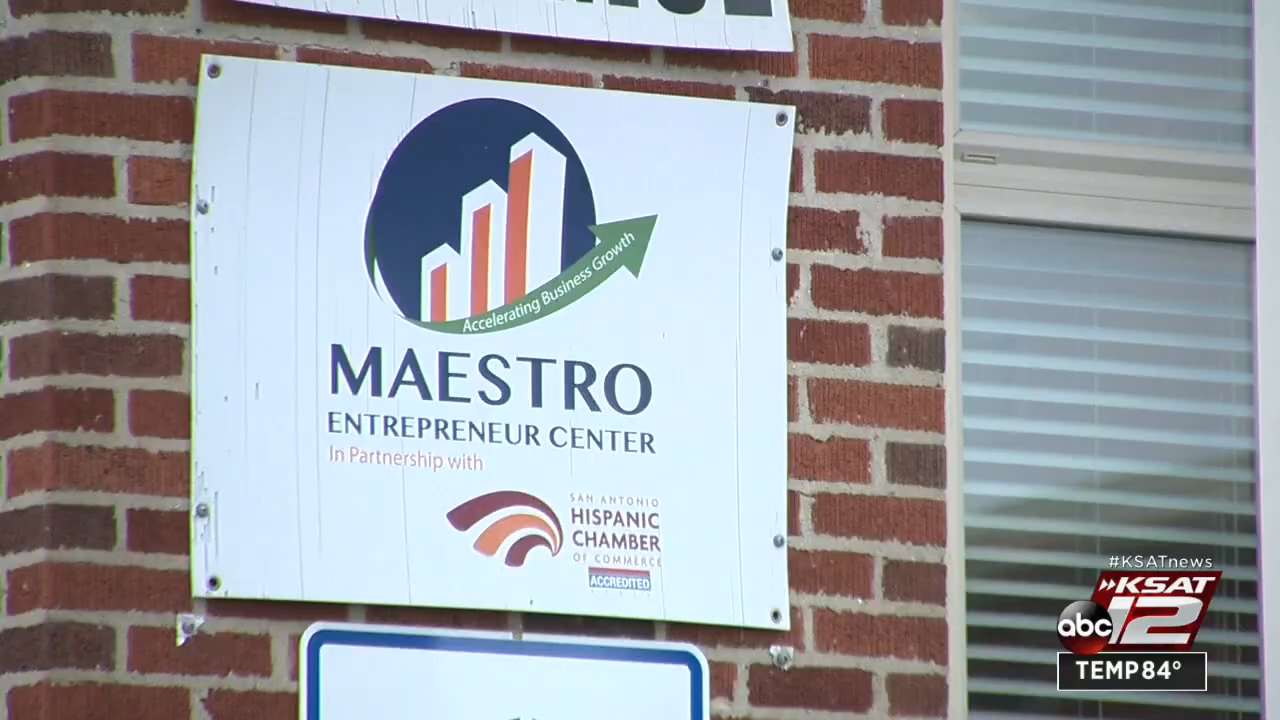 Accelerating Business Growth
MAESTRO
ENTREPRENEUR CENTER
In Partnership with
SAN ANTONIO
HISPANIC
CHAMBER
OF COMMERCE
ACCREDITED
#KSATnews
KSAT
abc 12
TEMP 84°